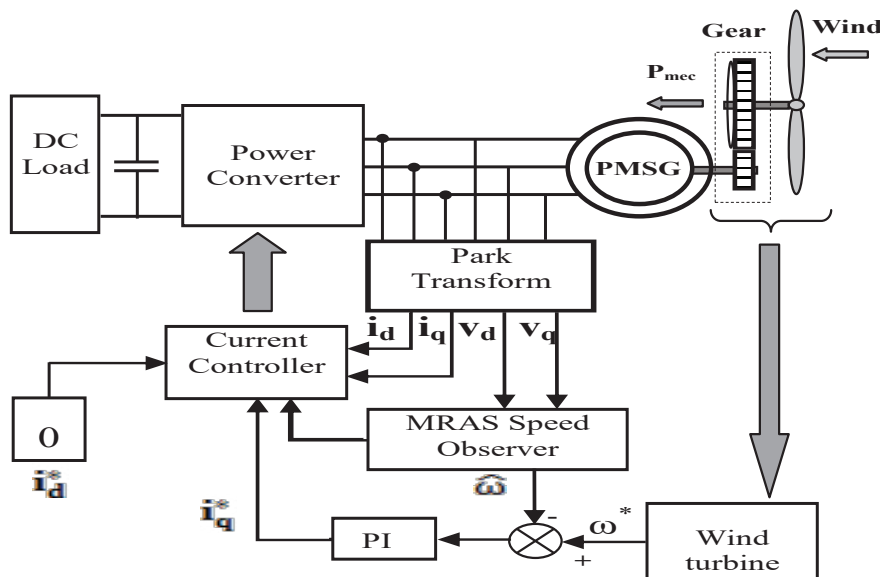 Wind
Gear
Pmec
DC
Load
Power
Converter
PMSG
Park
Transform
id iq vd vq
Current
Controller
0
i*d
MRAS Speed
Observer
ω̂
i*q
PI
-
+
ω*
Wind
turbine